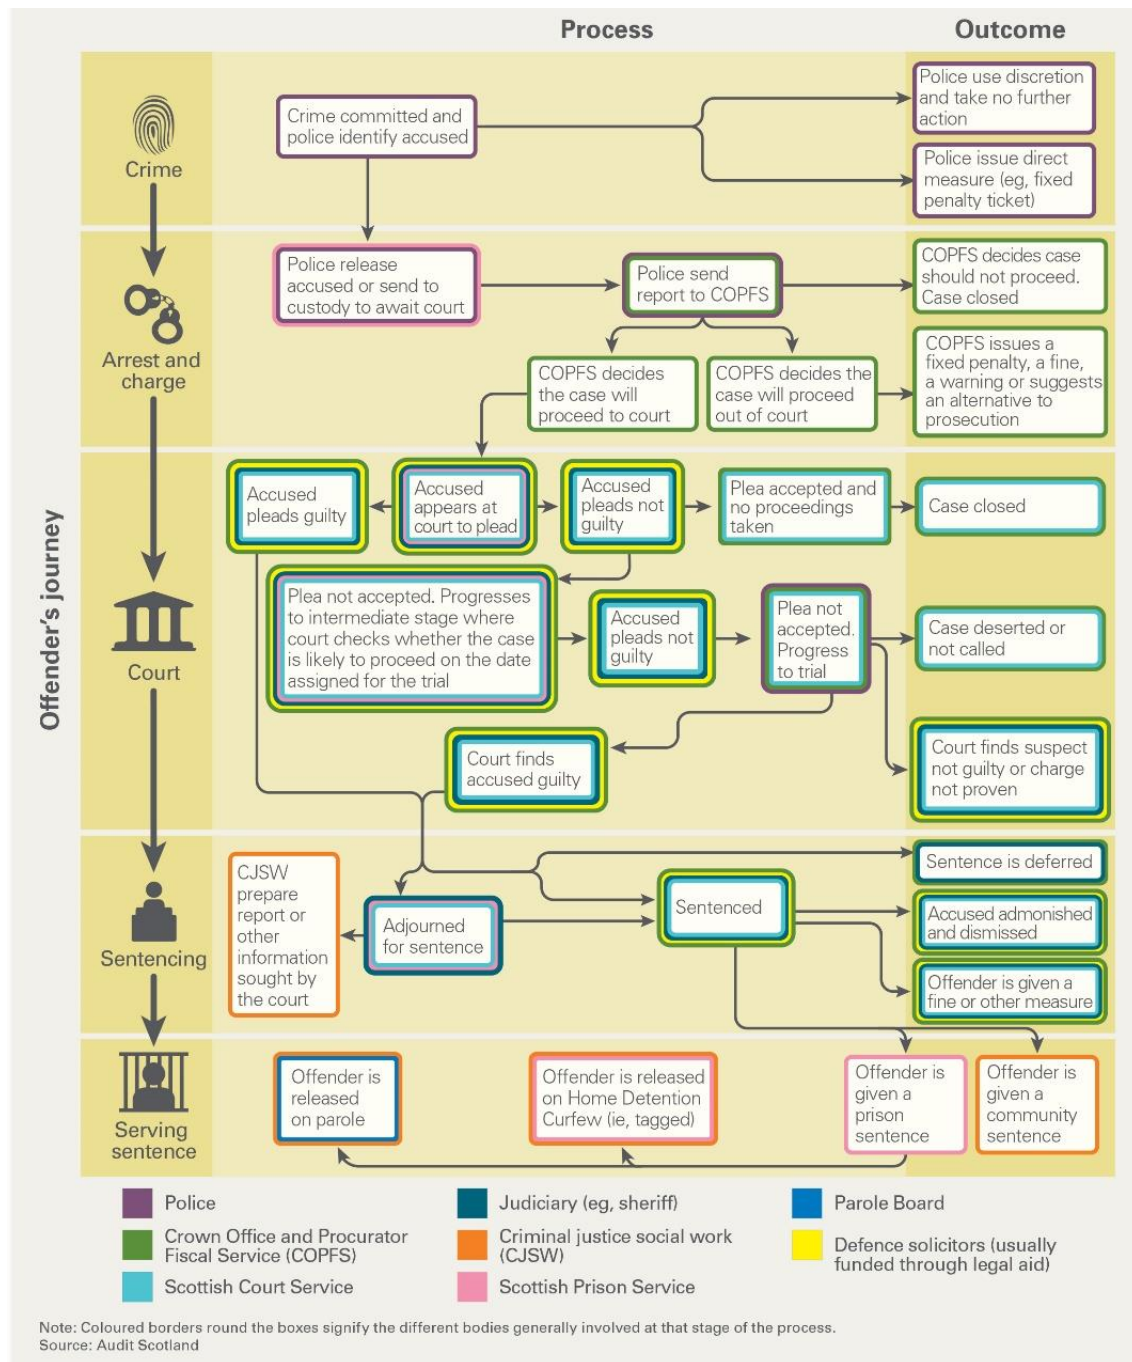 Process
Outcome
Offender's journey
Crime
Crime committed and
police identify accused
Police use discretion
and take no further
action
Police issue direct
measure (eg, fixed
penalty ticket)
Arrest and
charge
Police release
accused or send to
custody to await court
Police send
report to COPFS
COPFS decides case
should not proceed.
Case closed
COPFS decides
the case will
proceed to court
COPFS decides the
case will proceed
out of court
COPFS issues a
fixed penalty, a fine,
a warning or suggests
an alternative to
prosecution
Court
Accused
pleads guilty
Accused
appears at
court to plead
Accused
pleads not
guilty
Plea accepted and
no proceedings
taken
Case closed
Plea not accepted. Progresses
to intermediate stage where
court checks whether the case
is likely to proceed on the date
assigned for the trial
Accused
pleads not
guilty
Plea not
accepted.
Progress
to trial
Case deserted or
not called
Court finds
accused guilty
Court finds suspect
not guilty or charge
not proven
Sentencing
CJSW
prepare
report or
other
information
sought by
the court
Adjourned
for sentence
Sentenced
Sentence is deferred
Accused admonished
and dismissed
Offender is given a
fine or other measure
Serving
sentence
Offender is
released
on parole
Offender is released
on Home Detention
Curfew (ie, tagged)
Offender is
given a
prison
sentence
Offender is
given a
community
sentence
Police
Crown Office and Procurator
Fiscal Service (COPFS)
Scottish Court Service
Judiciary (eg, sheriff)
Criminal justice social work
(CJSW)
Scottish Prison Service
Parole Board
Defence solicitors (usually
funded through legal aid)
Note: Coloured borders round the boxes signify the different bodies generally involved at that stage of the process.
Source: Audit Scotland